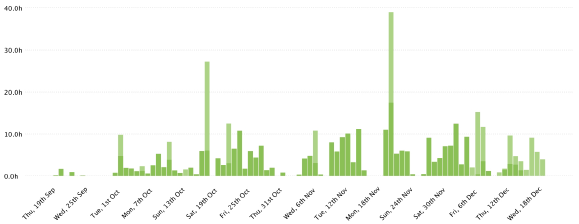 40.0h
30.0h
20.0h
10.0h
0.0h
Thu, 19th Sep
Wed, 25th Sep
Tue, 1st Oct
Mon, 7th Oct
Sun, 13th Oct
Sat, 19th Oct
Fri, 25th Oct
Thu, 31st Oct
Wed, 6th Nov
Tue, 12th Nov
Mon, 18th Nov
Sun, 24th Nov
Sat, 30th Nov
Fri, 6th Dec
Thu, 12th Dec
Wed, 18th Dec